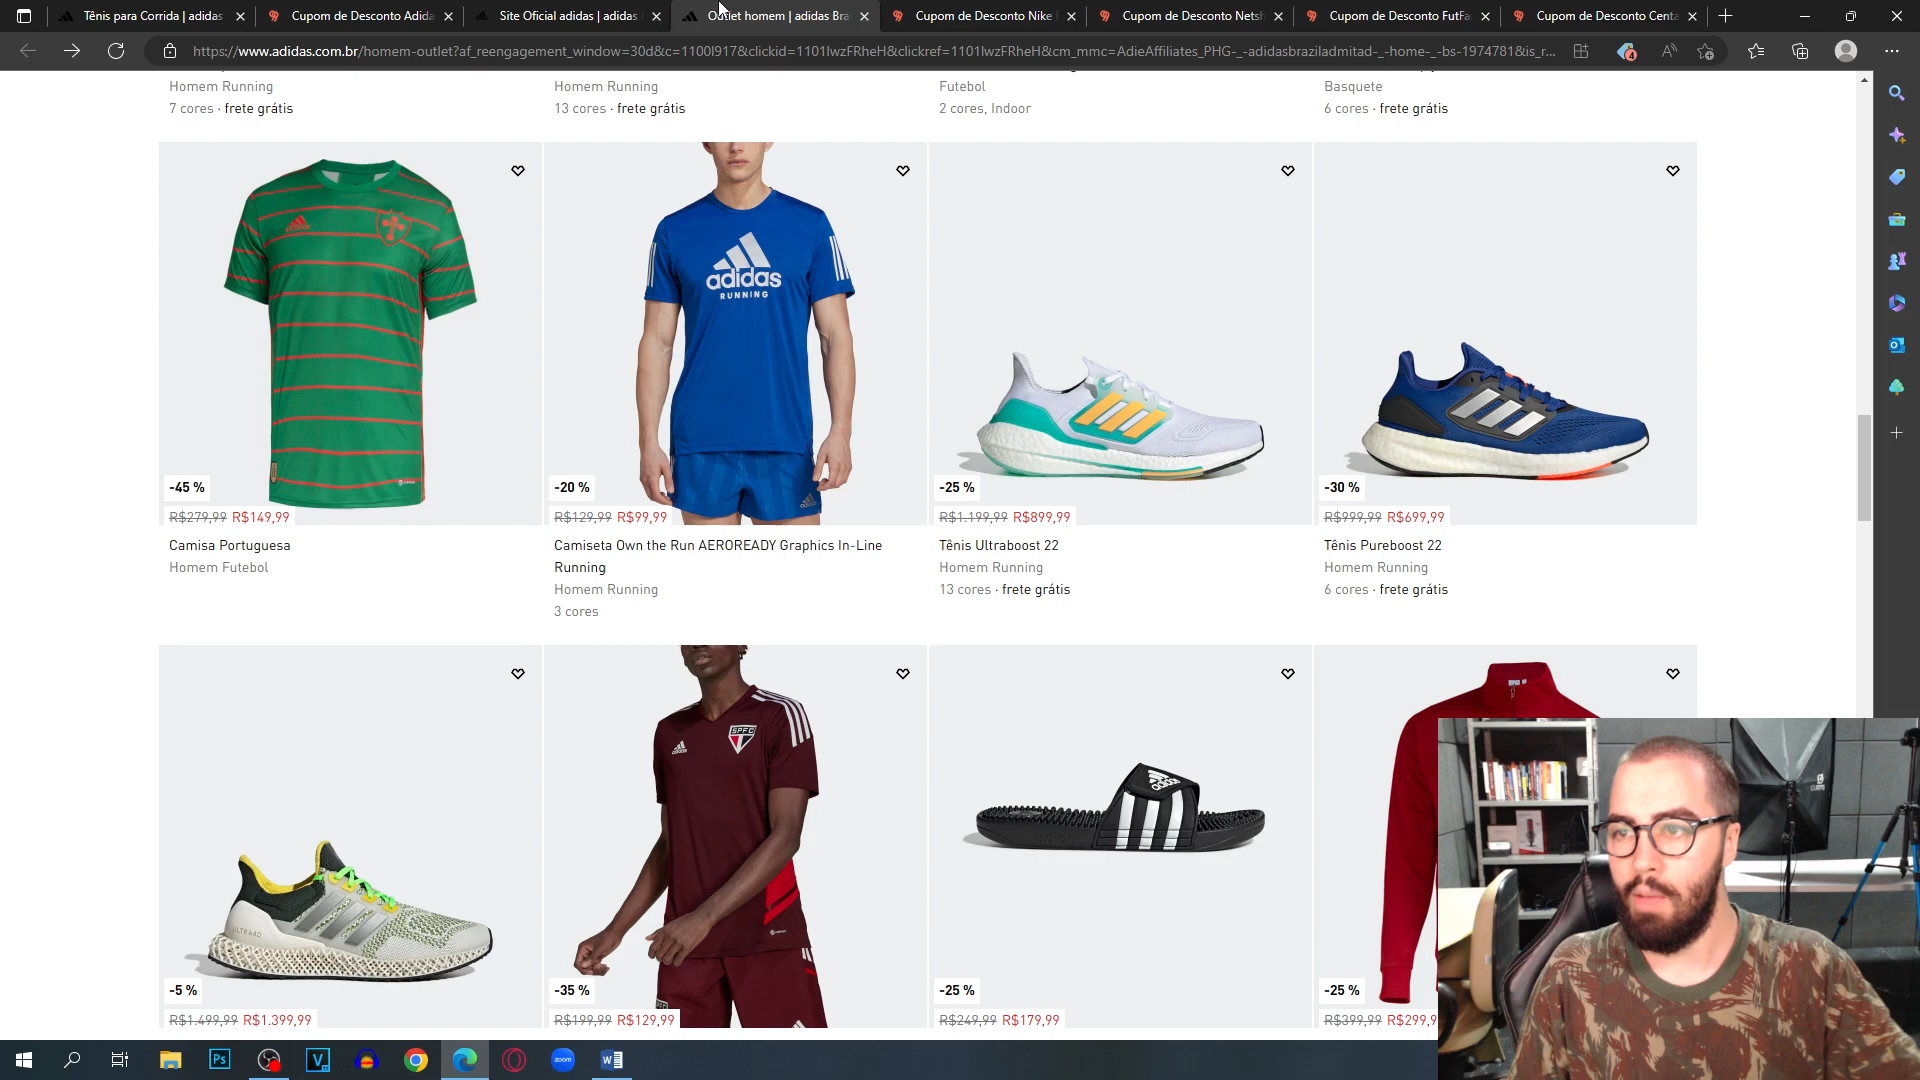 Tênis para Corrida | adidas
Cupom de Desconto Adida
Site Oficial adidas | adidas
Outlet homem | adidas Bra
Cupom de Desconto Nike
Cupom de Desconto Netsh
Cupom de Desconto FutFa
Cupom de Desconto Centa
https://www.adidas.com.br/homem-outlet?af_reengagement_window=30d&c=1100l917&clickid=1101lwzFRheH&clickref=1101lwzFRheH&cm_mmc=AdieAffiliates_PHG-_-adidasbraziladmitad-_-home-_-bs-1974781&is_r...
4
Homem Running
7 cores · frete grátis
Homem Running
13 cores · frete grátis
Futebol
2 cores, Indoor
Basquete
6 cores · frete grátis
adidas
RUNNING
-45 %
R$279,99 R$149,99
Camisa Portuguesa
Homem Futebol
-20 %
R$129,99 R$99,99
Camiseta Own the Run AEROREADY Graphics In-Line
Running
Homem Running
3 cores
-25 %
R$1.199,99 R$899,99
Tênis Ultraboost 22
Homem Running
13 cores · frete grátis
-30 %
R$999,99 R$699,99
Tênis Pureboost 22
Homem Running
6 cores · frete grátis
ULTRA4D
-5 %
R$1.499,99 R$1.399,99
SPFC
-35 %
R$199,99 R$129,99
adidas
-25 %
R$249,99 R$179,99
-25 %
R$399,99 R$299,9
Ps
V
zoom
W